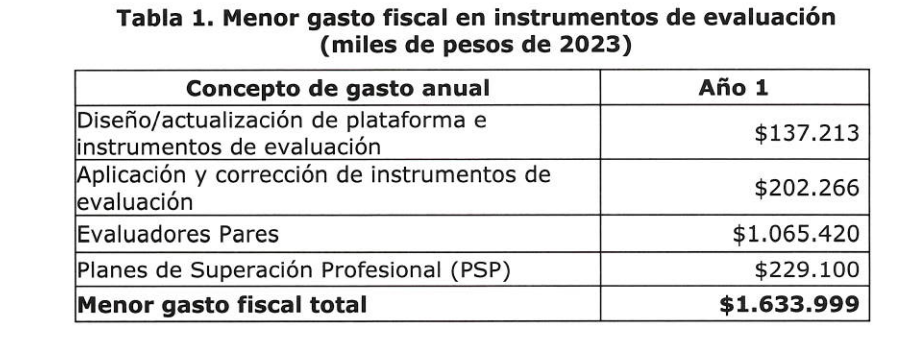 Tabla 1. Menor gasto fiscal en instrumentos de evaluación
(miles de pesos de 2023)
Concepto de gasto anual Año 1
Diseño/actualización de plataforma e
instrumentos de evaluación $137.213
Aplicación y corrección de instrumentos de
evaluación $202.266
Evaluadores Pares $1.065.420
Planes de Superación Profesional (PSP) $229.100
Menor gasto fiscal total $1.633.999